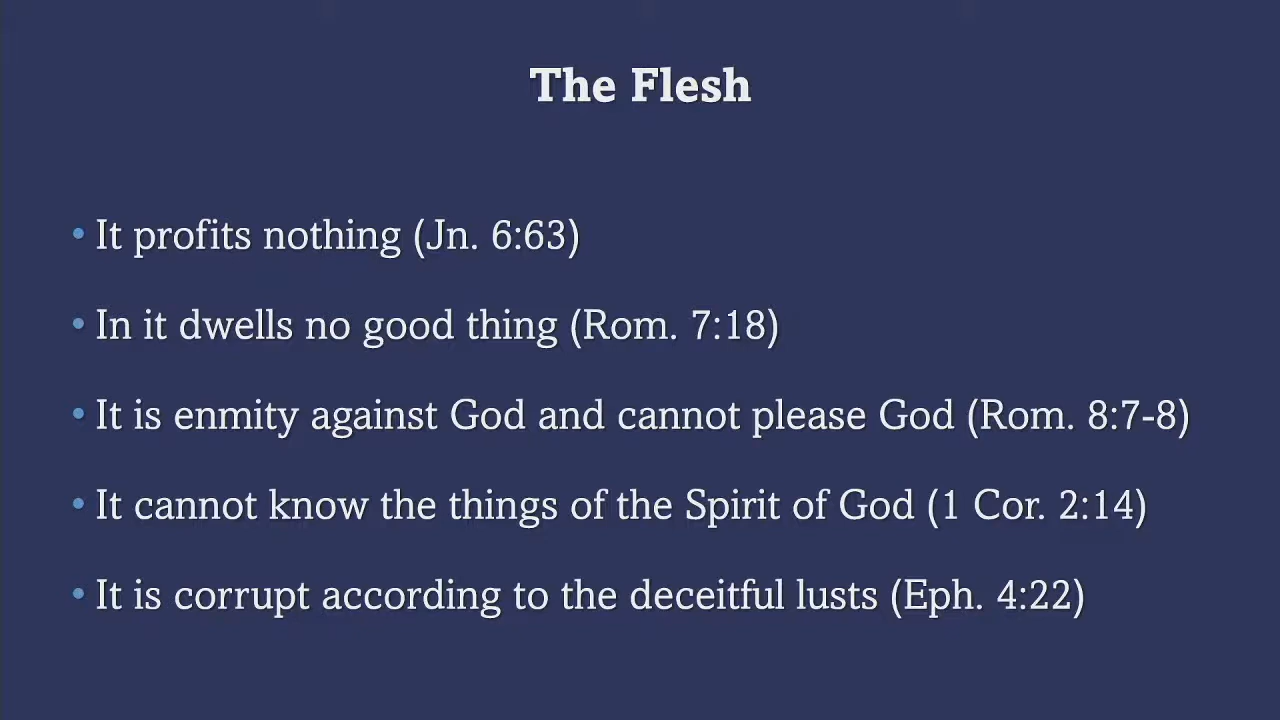 The Flesh
• It profits nothing (Jn. 6:63)
• In it dwells no good thing (Rom. 7:18)
• It is enmity against God and cannot please God (Rom. 8:7-8)
• It cannot know the things of the Spirit of God (1 Cor. 2:14)
• It is corrupt according to the deceitful lusts (Eph. 4:22)